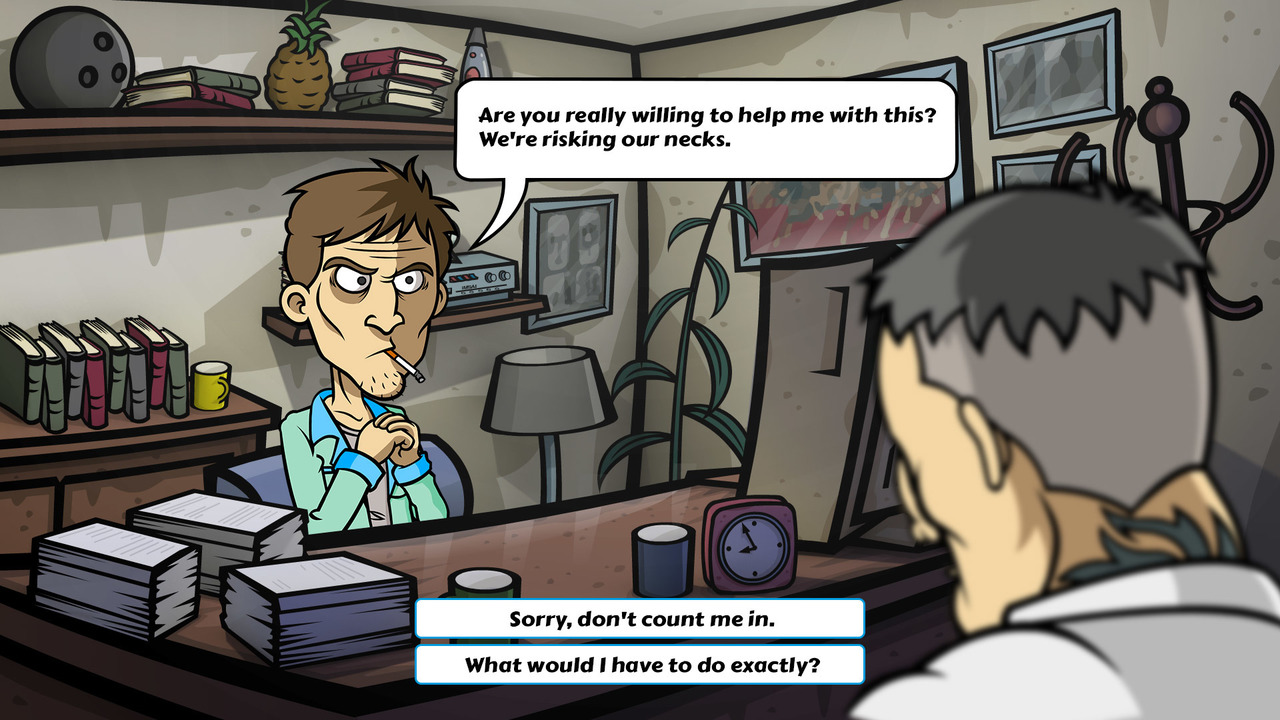 Are you really willing to help me with this?
We're risking our necks.
Sorry, don't count me in.
What would I have to do exactly?